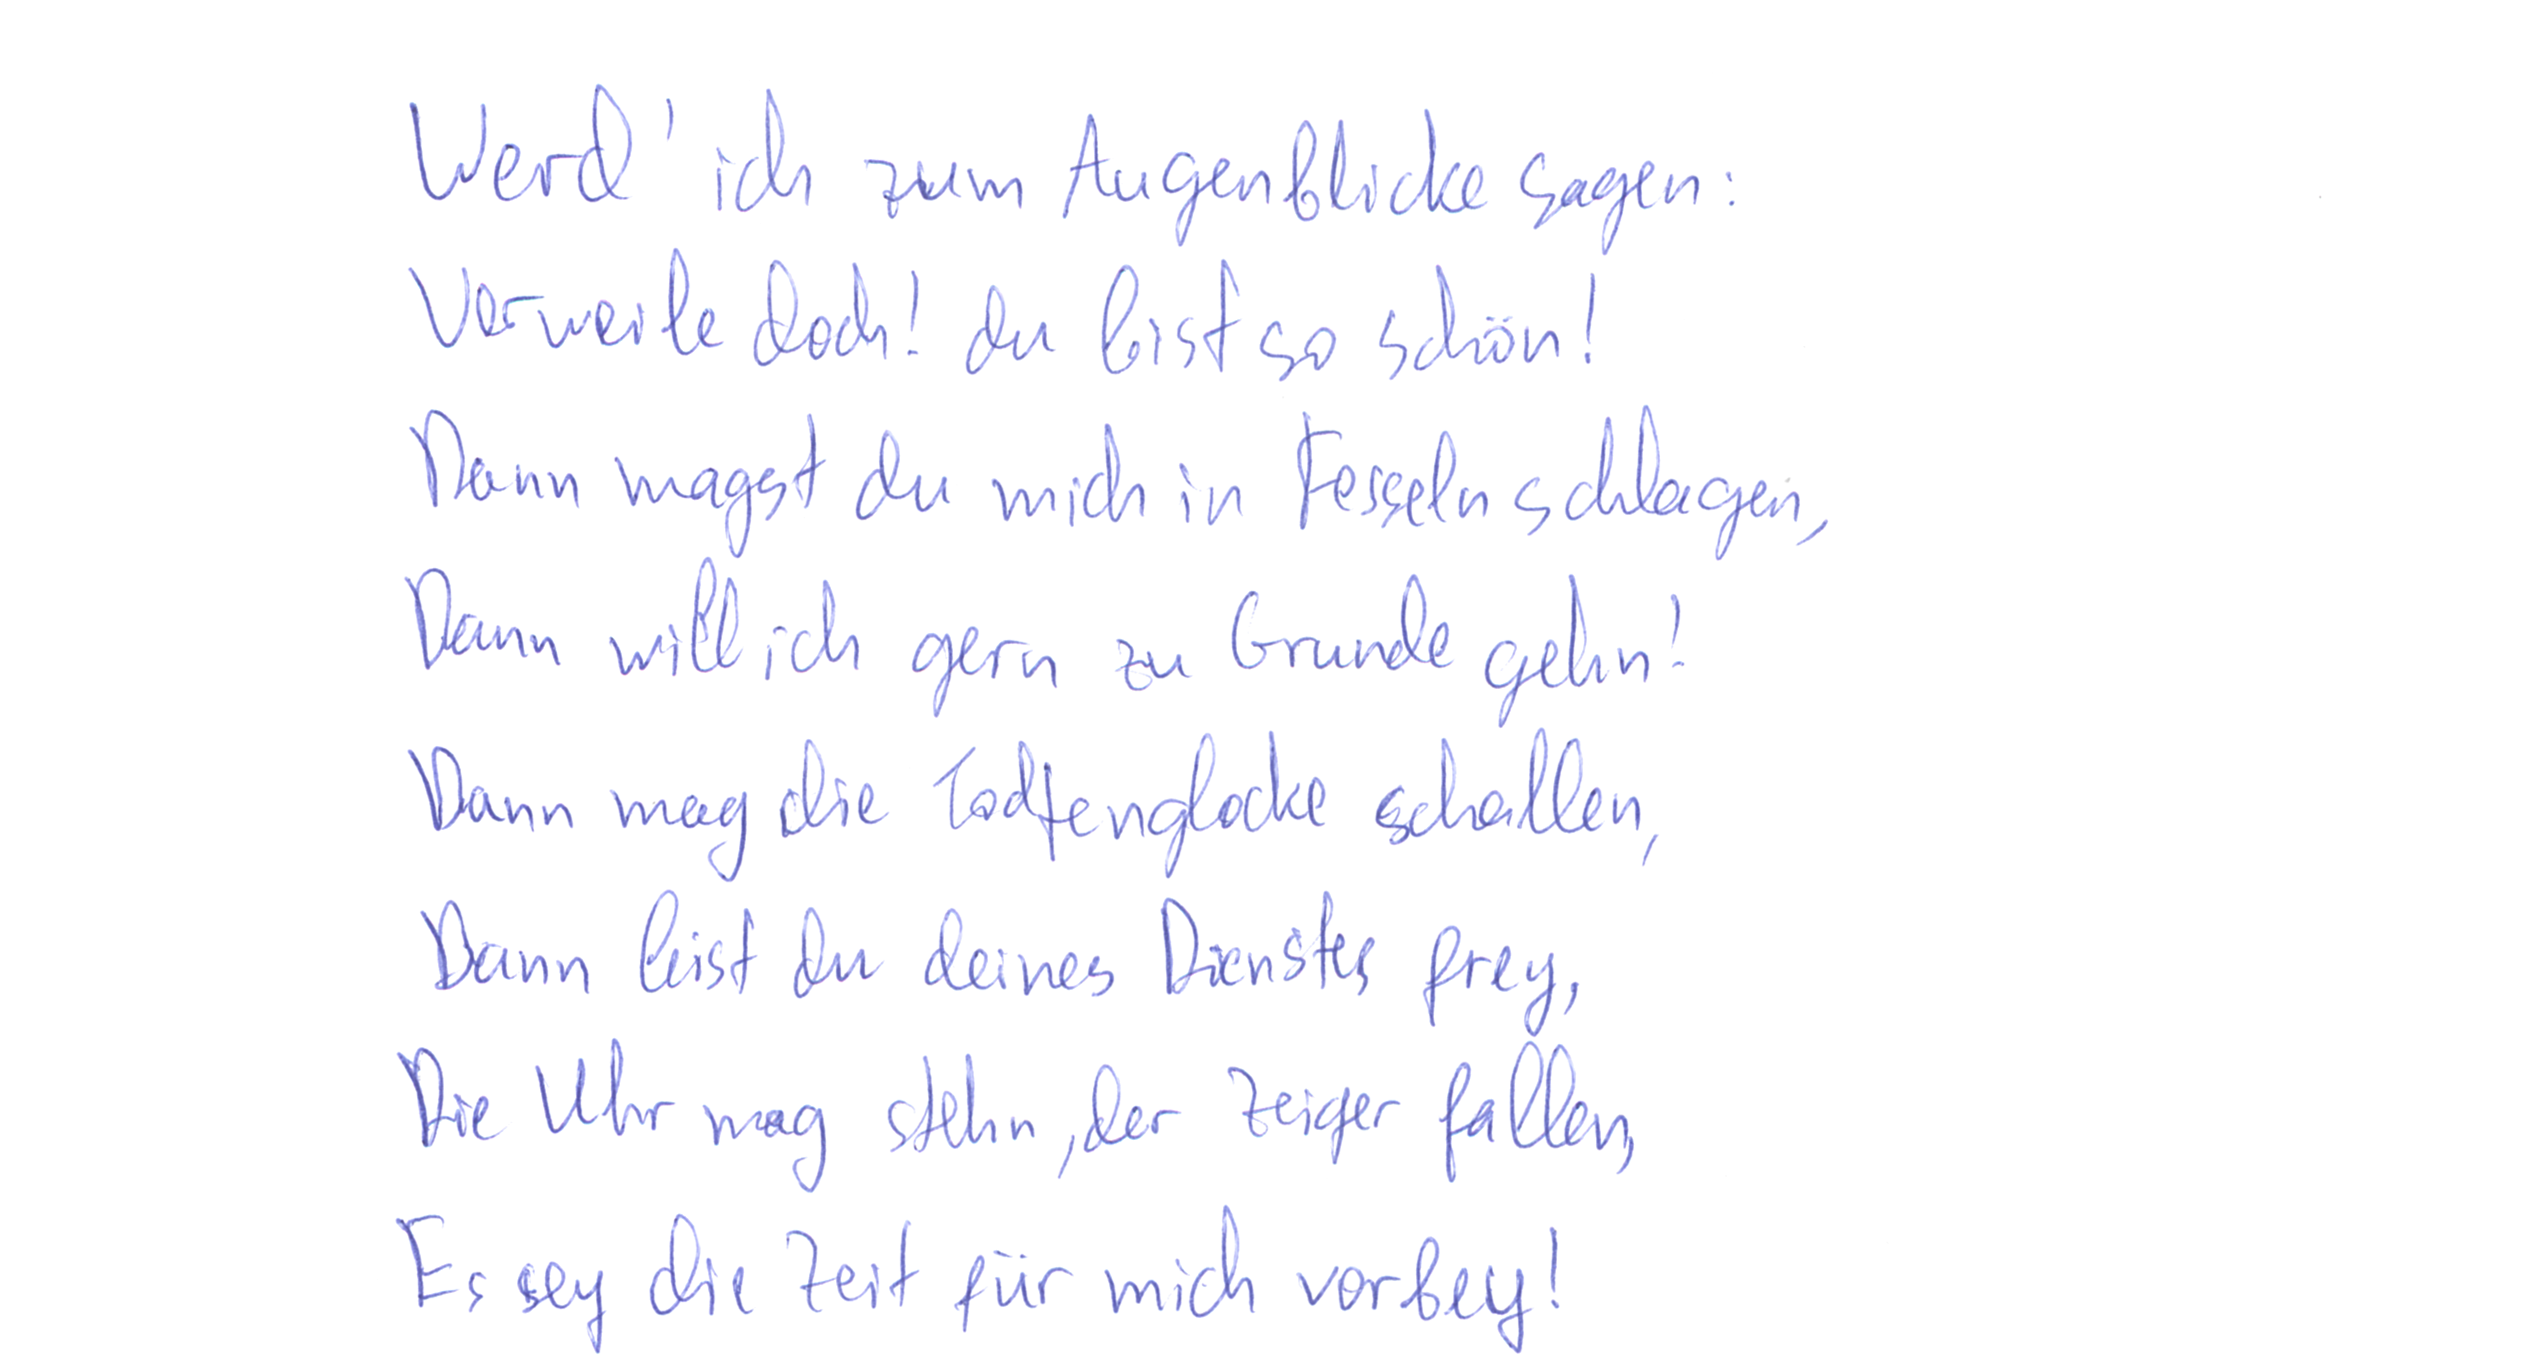 Werd' ich zum Augenblicke sagen:
Verweile doch! du bist so schön!
Dann magst du mich in Fesseln schlagen,
Dann will ich gern zu Grunde gehn!
Dann mag die Todtenglocke schallen,
Dann bist du deines Dienstes frey,
Die Uhr mag stehn, der Zeiger fallen,
Es sey die Zeit für mich vorbey!